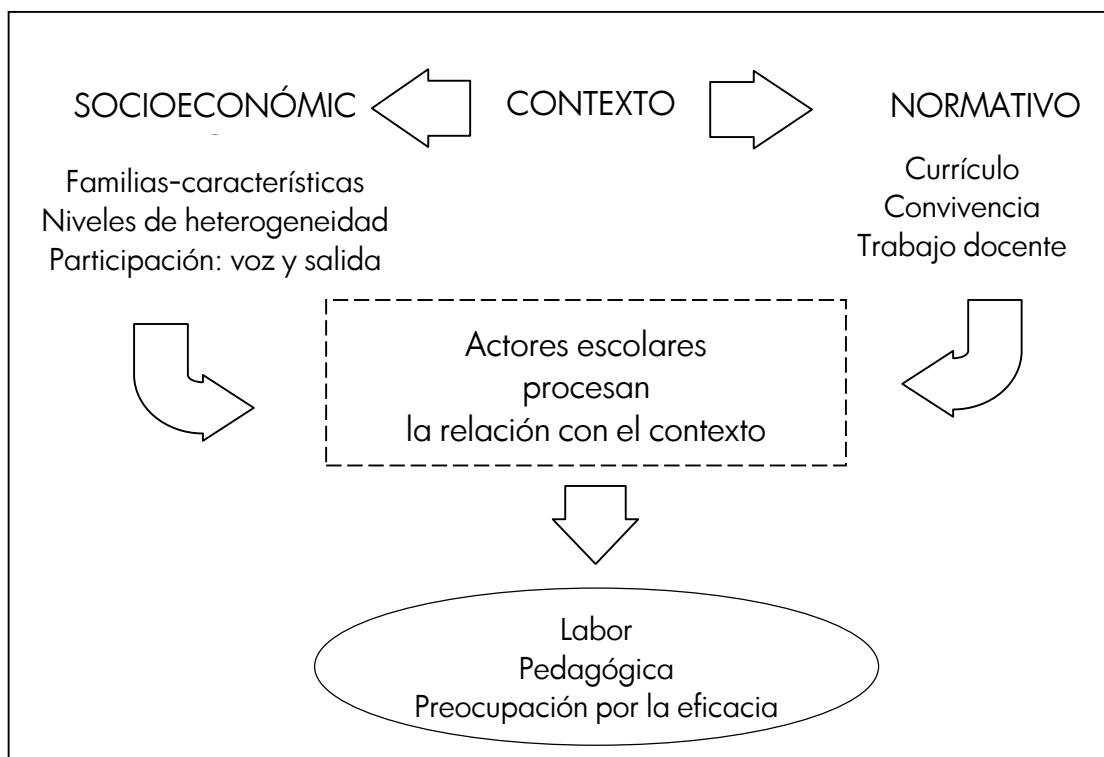 SOCIOECONÓMIC
CONTEXTO
NORMATIVO
Familias-características
Niveles de heterogeneidad
Participación: voz y salida
Currículo
Convivencia
Trabajo docente
Actores escolares
procesan
la relación con el contexto
Labor
Pedagógica
Preocupación por la eficacia